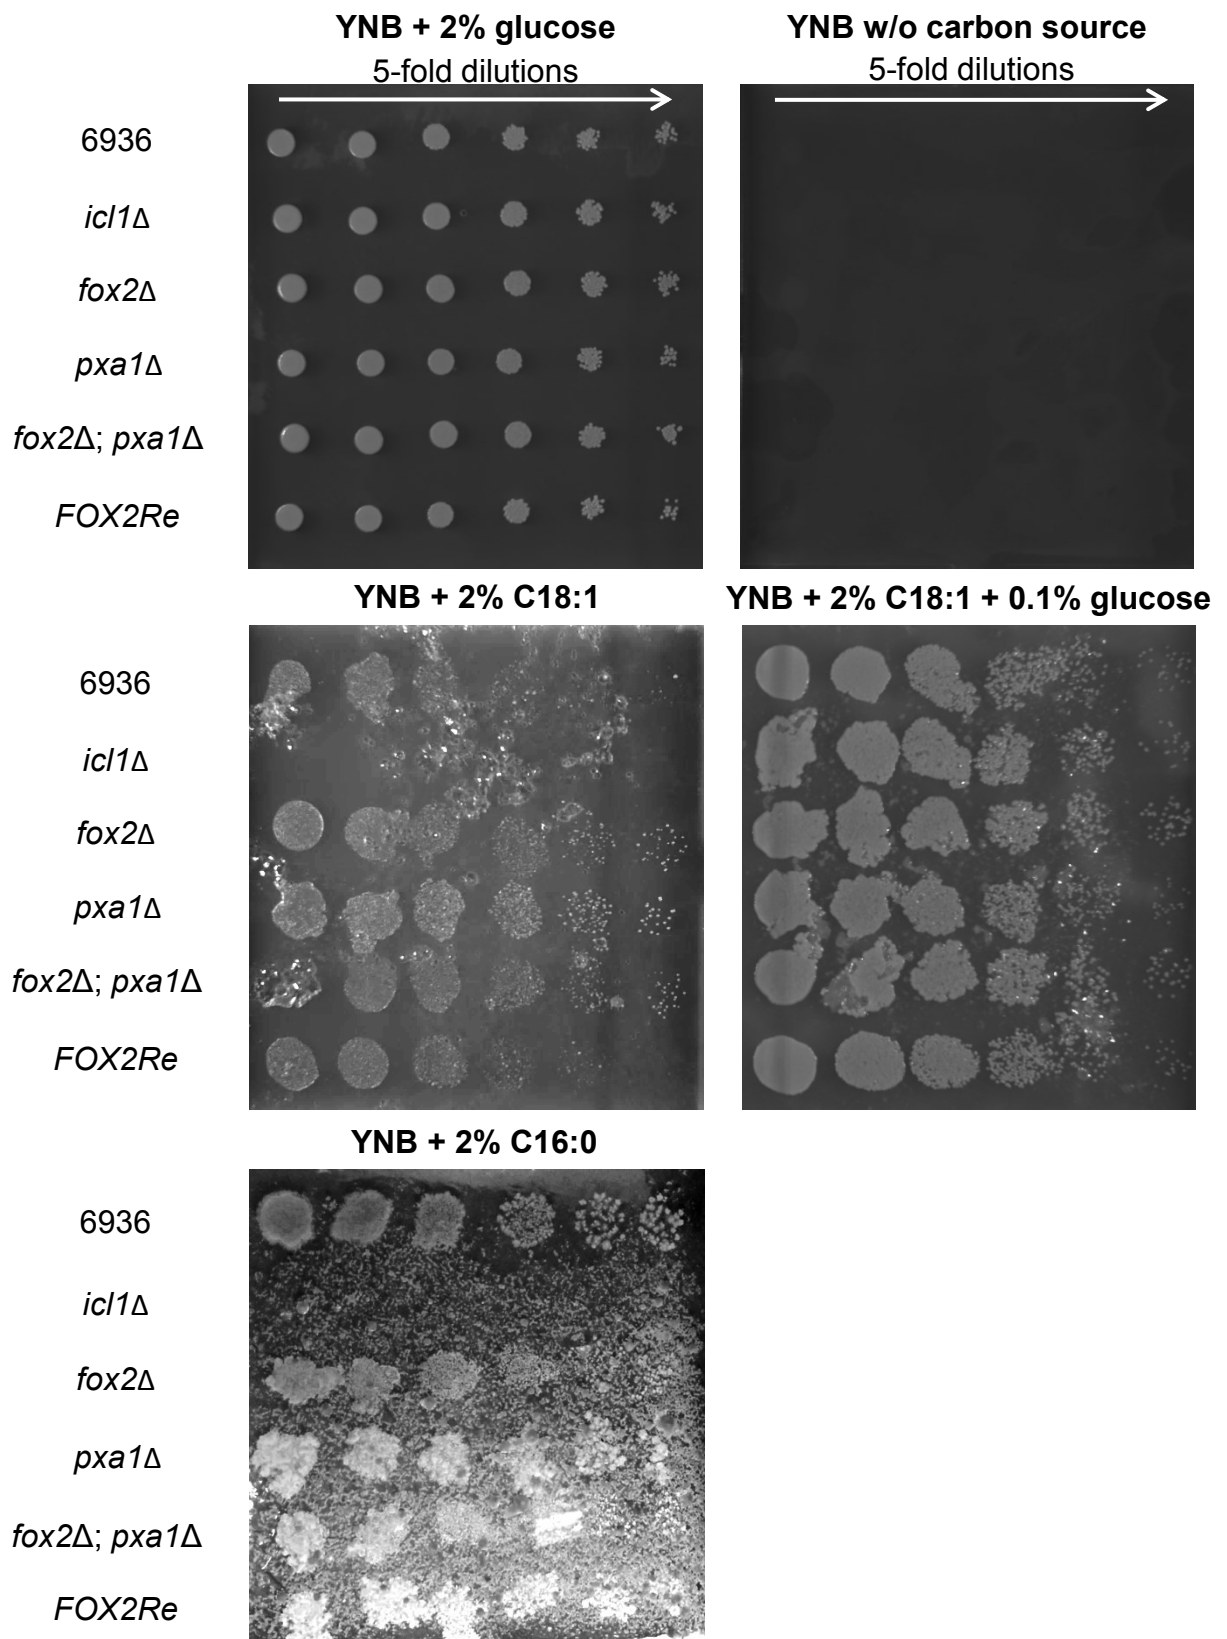 YNB + 2% glucose
5-fold dilutions
6936
icl1Δ
fox2Δ
pxa1Δ
fox2Δ; pxa1Δ
FOX2Re
YNB w/o carbon source
5-fold dilutions
YNB + 2% C18:1
YNB + 2% C18:1 + 0.1% glucose
6936
icl1Δ
fox2Δ
pxa1Δ
fox2Δ; pxa1Δ
FOX2Re
YNB + 2% C16:0
6936
icl1Δ
fox2Δ
pxa1Δ
fox2Δ; pxa1Δ
FOX2Re